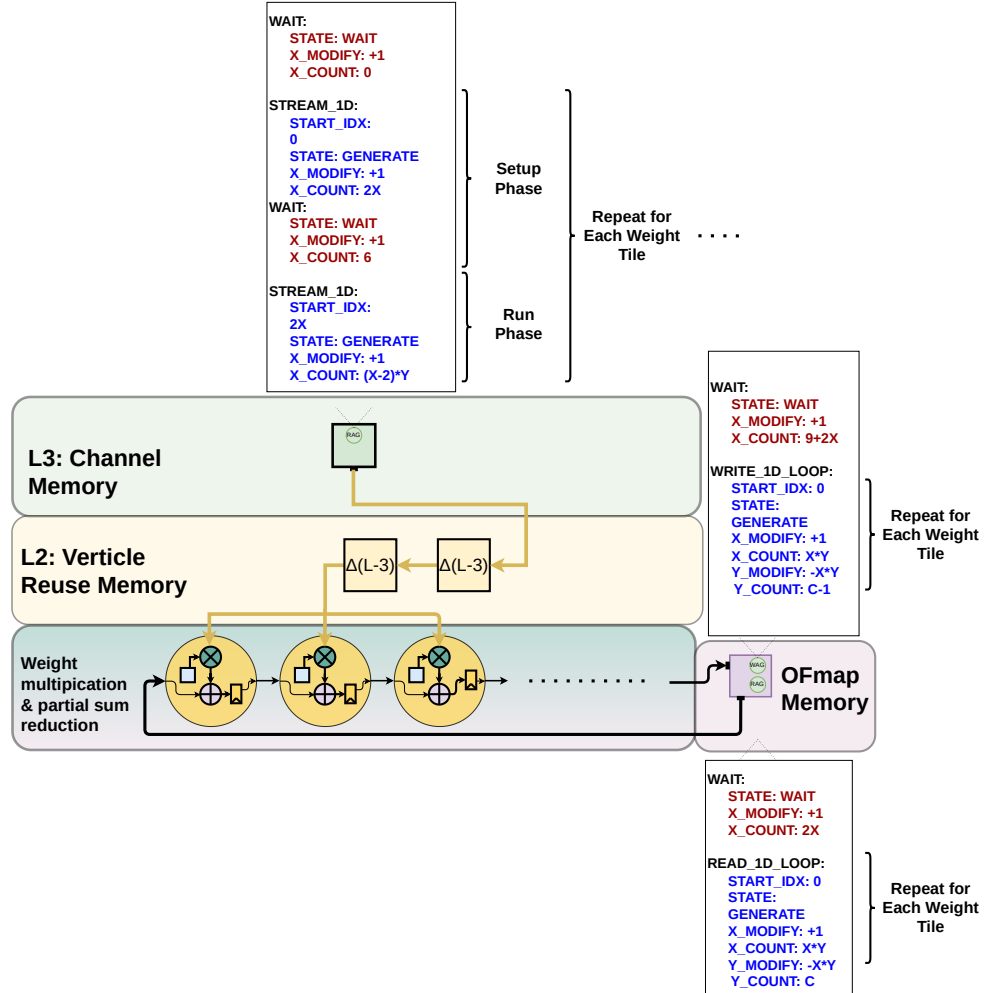 WAIT:
STATE: WAIT
X_MODIFY: +1
X_COUNT: 0
STREAM_1D:
START_IDX:
0
STATE: GENERATE
X_MODIFY: +1
X_COUNT: 2X
WAIT:
STATE: WAIT
X_MODIFY: +1
X_COUNT: 6
STREAM_1D:
START_IDX:
2X
STATE: GENERATE
X_MODIFY: +1
X_COUNT: (X-2)*Y
Setup
Phase
Run
Phase
Repeat for
Each Weight
Tile
. . . .
WAIT:
STATE: WAIT
X_MODIFY: +1
X_COUNT: 9+2X
WRITE_1D_LOOP:
START_IDX: 0
STATE:
GENERATE
X_MODIFY: +1
X_COUNT: X*Y
Y_MODIFY: -X*Y
Y_COUNT: C-1
Repeat for
Each Weight
Tile
L3: Channel
Memory
RAG
L2: Verticle
Reuse Memory
Δ(L-3)
Δ(L-3)
Weight
multipication
& partial sum
reduction
WAG
RAG
OFmap
Memory
WAIT:
STATE: WAIT
X_MODIFY: +1
X_COUNT: 2X
READ_1D_LOOP:
START_IDX: 0
STATE:
GENERATE
X_MODIFY: +1
X_COUNT: X*Y
Y_MODIFY: -X*Y
Y_COUNT: C
Repeat for
Each Weight
Tile